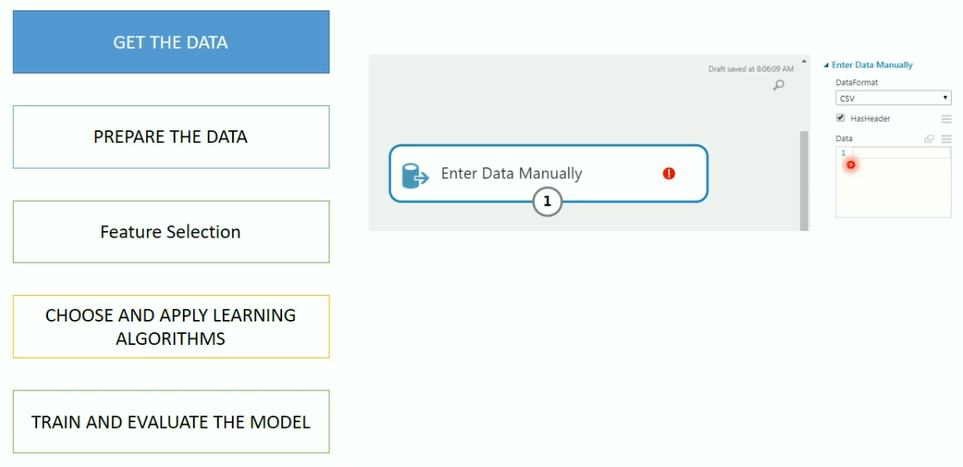 GET THE DATA
PREPARE THE DATA
Feature Selection
CHOOSE AND APPLY LEARNING
ALGORITHMS
TRAIN AND EVALUATE THE MODEL
Draft saved at 8:06:09 AM
Enter Data Manually
1
Enter Data Manually
DataFormat
CSV
HasHeader
Data
1